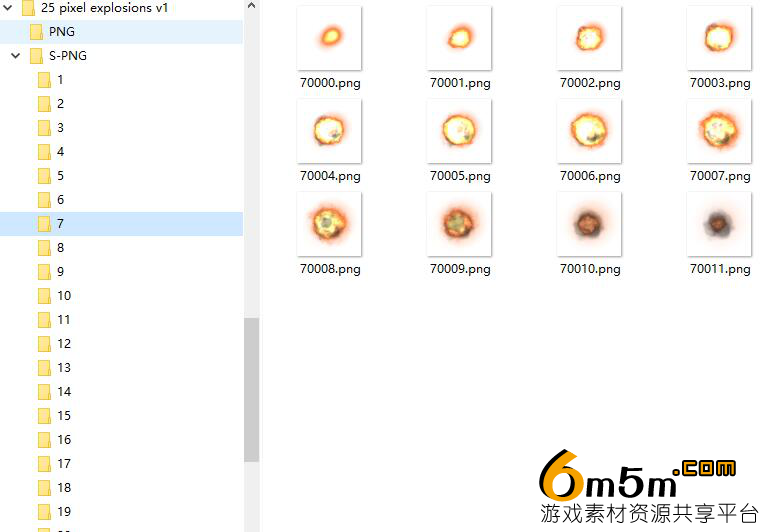 25 pixel explosions v1
PNG
S-PNG
1
2
3
4
5
6
7
8
9
10
11
12
13
14
15
16
17
18
19
70000.png 70001.png 70002.png 70003.png
70004.png 70005.png 70006.png 70007.png
70008.png 70009.png 70010.png 70011.png
6m5m.com
游戏素材资源共享平台